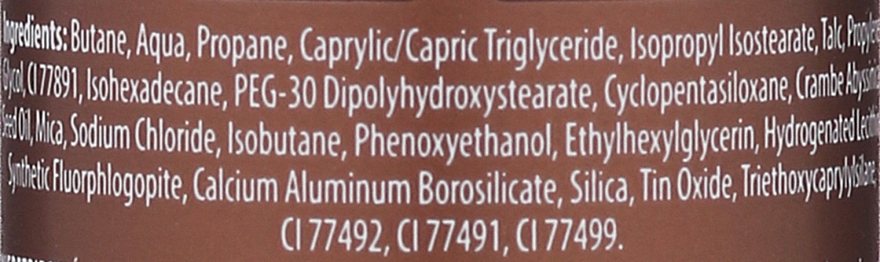 Ingredients: Butane, Aqua, Propane, Caprylic/Capric Triglyceride, Isopropyl Isostearate, Talc, Propylene
Glycol, CI 77891, Isohexadecane, PEG-30 Dipolyhydroxystearate, Cyclopentasiloxane, Crambe Abyssinica
Seed Oil, Mica, Sodium Chloride, Isobutane, Phenoxyethanol, Ethylhexylglycerin, Hydrogenated Lecithin,
Synthetic Fluorphlogopite, Calcium Aluminum Borosilicate, Silica, Tin Oxide, Triethoxycaprylylsilane,
CI 77492, CI 77491, CI 77499.